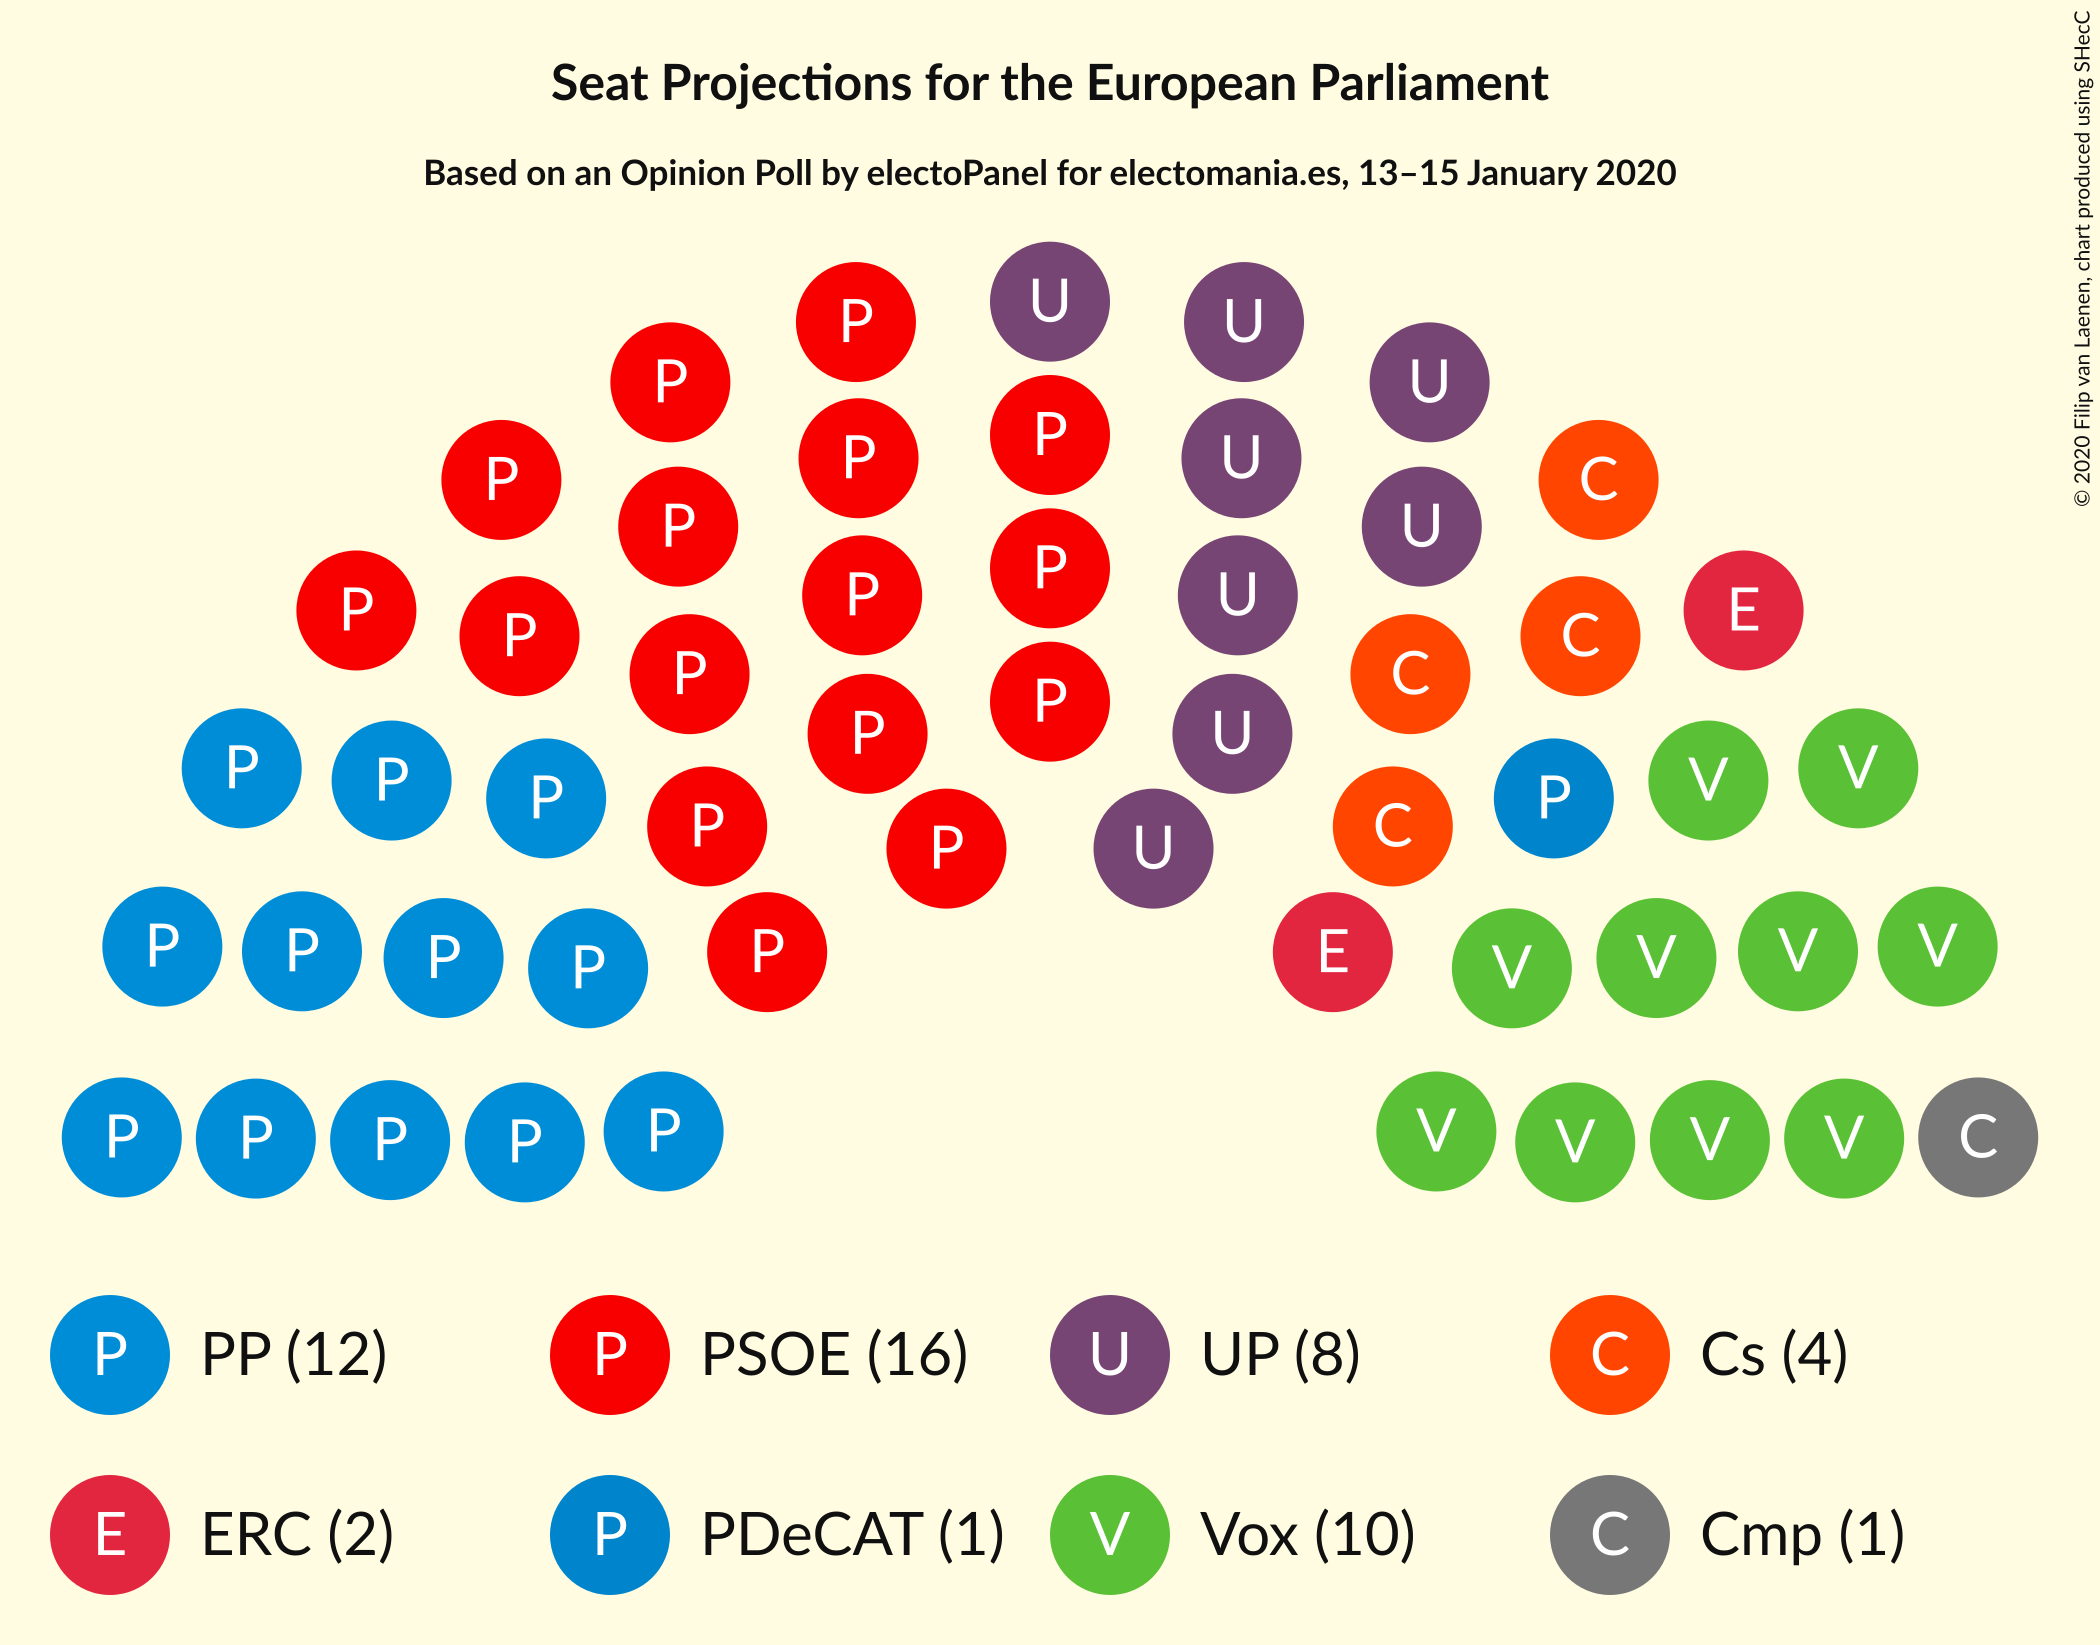 Seat Projections for the European Parliament
Based on an Opinion Poll by electoPanel for electomania.es, 13–15 January 2020
© 2020 Filip van Laenen, chart produced using SHecC
U
P U
P U
P
P P U
P C
P U
P
P U
P E
P C
P
P C
P U
P
P V
P P V
P C
P U
P V
P E V
P V
P P V
P V
P P
P V V
P V C
P PP (12) P PSOE (16) U UP (8) C Cs (4)
E ERC (2) P PDeCAT (1) V Vox (10) C Cmp (1)